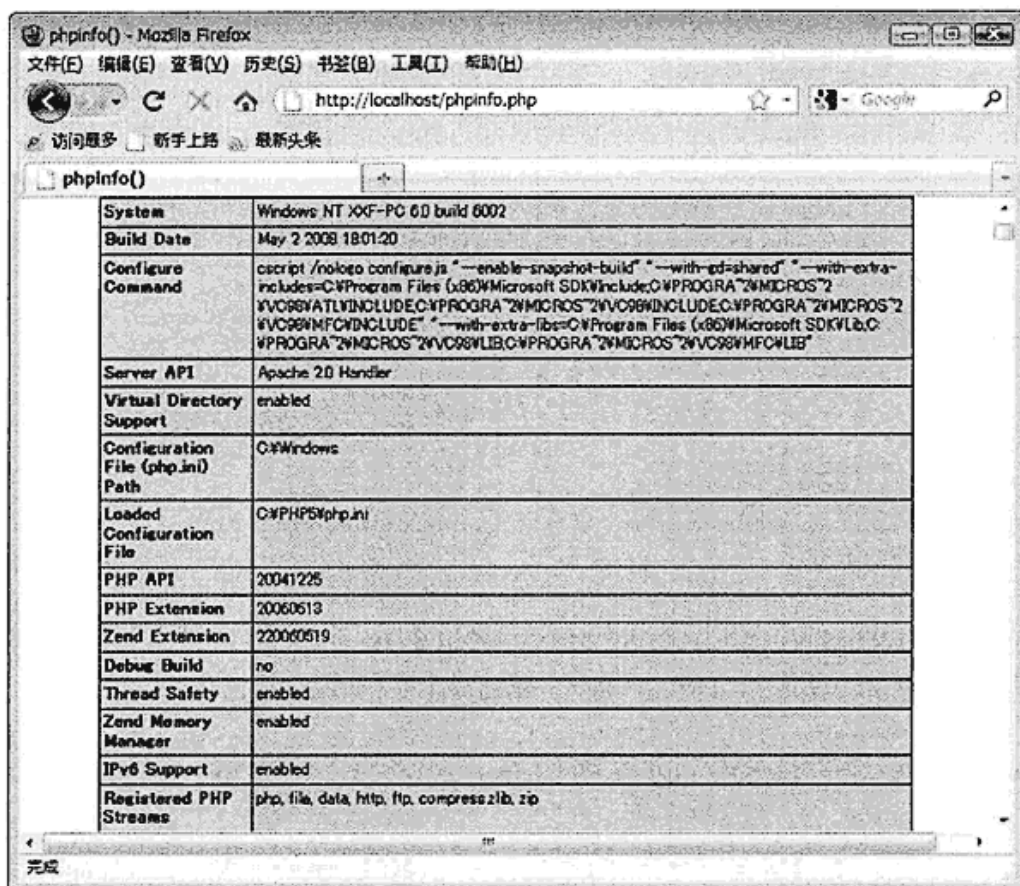 phpinfo() - Mozilla Firefox
文件(F) 编辑(E) 查看(V) 历史(S) 书签(B) 工具(T) 帮助(H)
http://localhost/phpinfo.php
Google
访问最多 新手上路 最新头条
phpinfo()
System Windows NT XXF-PC 6.0 build 6002
Build Date May 2 2008 18:01:20
Configure Command cscript /nologo configure.js "--enable-snapshot-build" "--with-gd=shared" "--with-extra-
includes=C:¥Program Files (x86)¥Microsoft SDK¥Include;C:¥PROGRA~2¥MICROS~2
¥VC98¥ATL¥INCLUDE;C:¥PROGRA~2¥MICROS~2¥VC98¥INCLUDE;C:¥PROGRA~2¥MICROS~2
¥VC98¥MFC¥INCLUDE" "--with-extra-libs=C:¥Program Files (x86)¥Microsoft SDK¥Lib;C:
¥PROGRA~2¥MICROS~2¥VC98¥LIB;C:¥PROGRA~2¥MICROS~2¥VC98¥MFC¥LIB"
Server API Apache 2.0 Handler
Virtual Directory Support enabled
Configuration File (php.ini) Path C:¥Windows
Loaded Configuration File C:¥PHP5¥php.ini
PHP API 20041225
PHP Extension 20060613
Zend Extension 220060519
Debug Build no
Thread Safety enabled
Zend Memory Manager enabled
IPv6 Support enabled
Registered PHP Streams php, file, data, http, ftp, compress.zlib, zip
完成